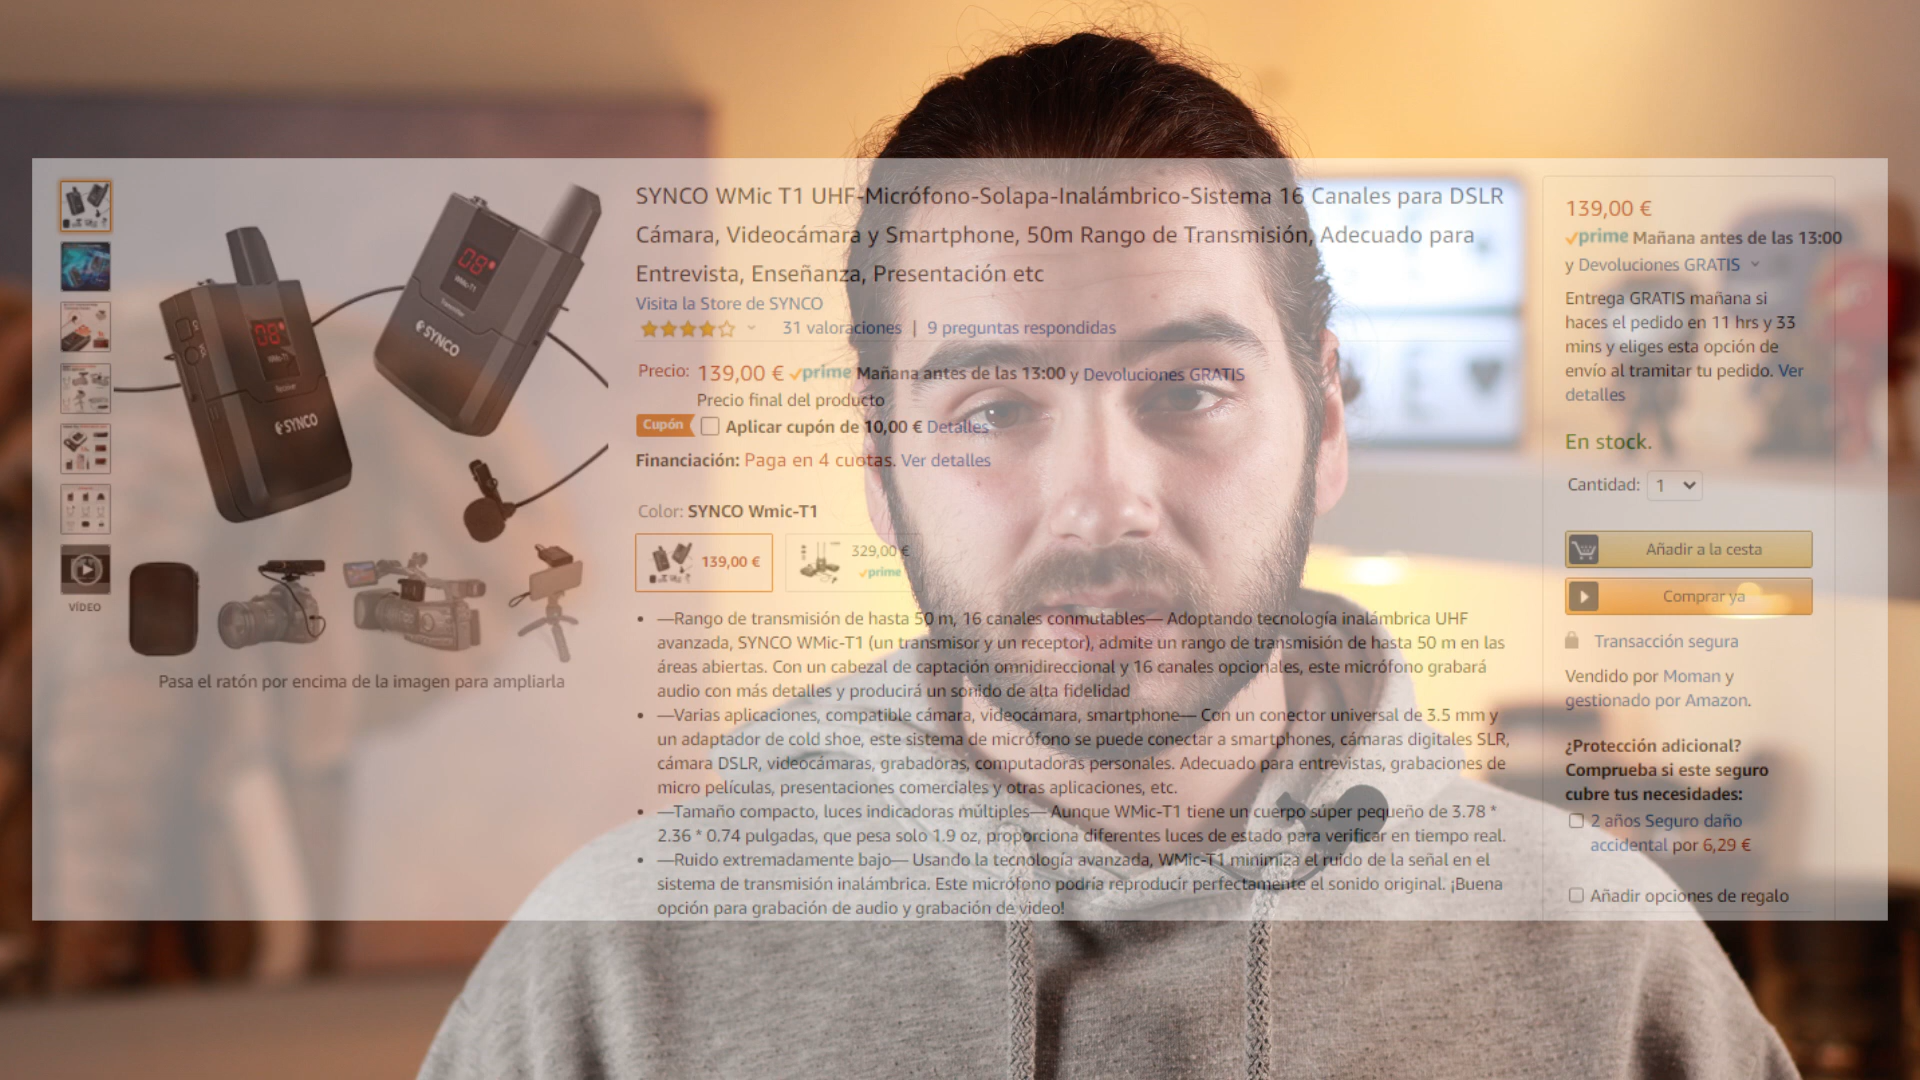 SYNCO WMic T1 UHF-Micrófono-Solapa-Inalámbrico-Sistema 16 Canales para DSLR
Cámara, Videocámara y Smartphone, 50m Rango de Transmisión, Adecuado para
Entrevista, Enseñanza, Presentación etc
Visita la Store de SYNCO
31 valoraciones | 9 preguntas respondidas
Precio: 139,00 € prime Mañana antes de las 13:00 y Devoluciones GRATIS
Precio final del producto
Cupón Aplicar cupón de 10,00 € Detalles
Financiación: Paga en 4 cuotas. Ver detalles
Color: SYNCO Wmic-T1
139,00 €
329,00 €
prime
• —Rango de transmisión de hasta 50 m, 16 canales conmutables— Adoptando tecnología inalámbrica UHF
avanzada, SYNCO WMic-T1 (un transmisor y un receptor), admite un rango de transmisión de hasta 50 m en las
áreas abiertas. Con un cabezal de captación omnidireccional y 16 canales opcionales, este micrófono grabará
audio con más detalles y producirá un sonido de alta fidelidad
• —Varias aplicaciones, compatible cámara, videocámara, smartphone— Con un conector universal de 3.5 mm y
un adaptador de cold shoe, este sistema de micrófono se puede conectar a smartphones, cámaras digitales SLR,
cámara DSLR, videocámaras, grabadoras, computadoras personales. Adecuado para entrevistas, grabaciones de
micro películas, presentaciones comerciales y otras aplicaciones, etc.
• —Tamaño compacto, luces indicadoras múltiples— Aunque WMic-T1 tiene un cuerpo súper pequeño de 3.78 *
2.36 * 0.74 pulgadas, que pesa solo 1.9 oz, proporciona diferentes luces de estado para verificar en tiempo real.
• —Ruido extremadamente bajo— Usando la tecnología avanzada, WMic-T1 minimiza el ruido de la señal en el
sistema de transmisión inalámbrica. Este micrófono podría reproducir perfectamente el sonido original. ¡Buena
opción para grabación de audio y grabación de video!
08
WMic-T1
SYNCO
08
WMic-T1
Receiver
SYNCO
VÍDEO
Pasa el ratón por encima de la imagen para ampliarla
139,00 €
prime Mañana antes de las 13:00
y Devoluciones GRATIS
Entrega GRATIS mañana si
haces el pedido en 11 hrs y 33
mins y eliges esta opción de
envío al tramitar tu pedido. Ver
detalles
En stock.
Cantidad: 1
Añadir a la cesta
Comprar ya
Transacción segura
Vendido por Moman y
gestionado por Amazon.
¿Protección adicional?
Comprueba si este seguro
cubre tus necesidades:
2 años Seguro daño
accidental por 6,29 €
Añadir opciones de regalo